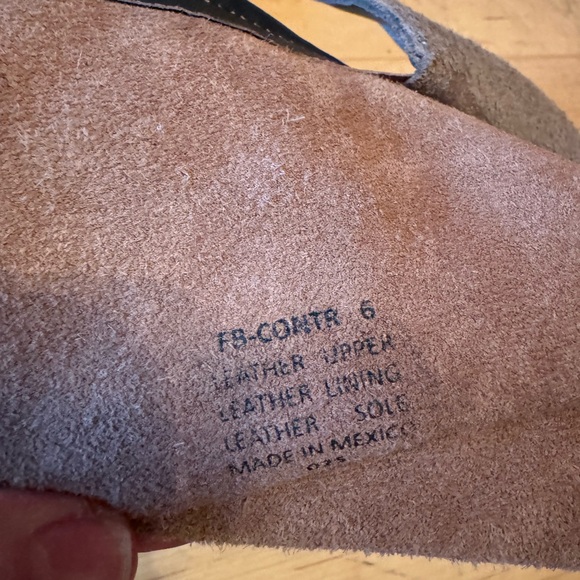 FB-CONTR 6
LEATHER UPPER
LEATHER LINING
LEATHER SOLE
MADE IN MEXICO